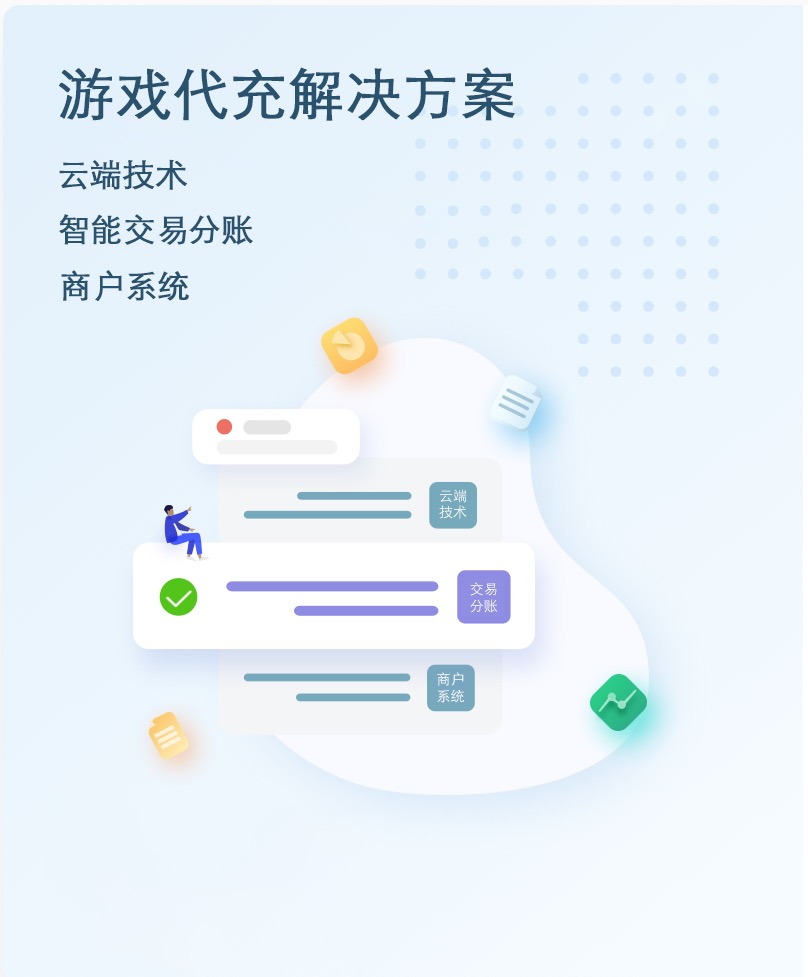 游戏代充解决方案
云端技术
智能交易分账
商户系统
云端
技术
交易
分账
商户
系统